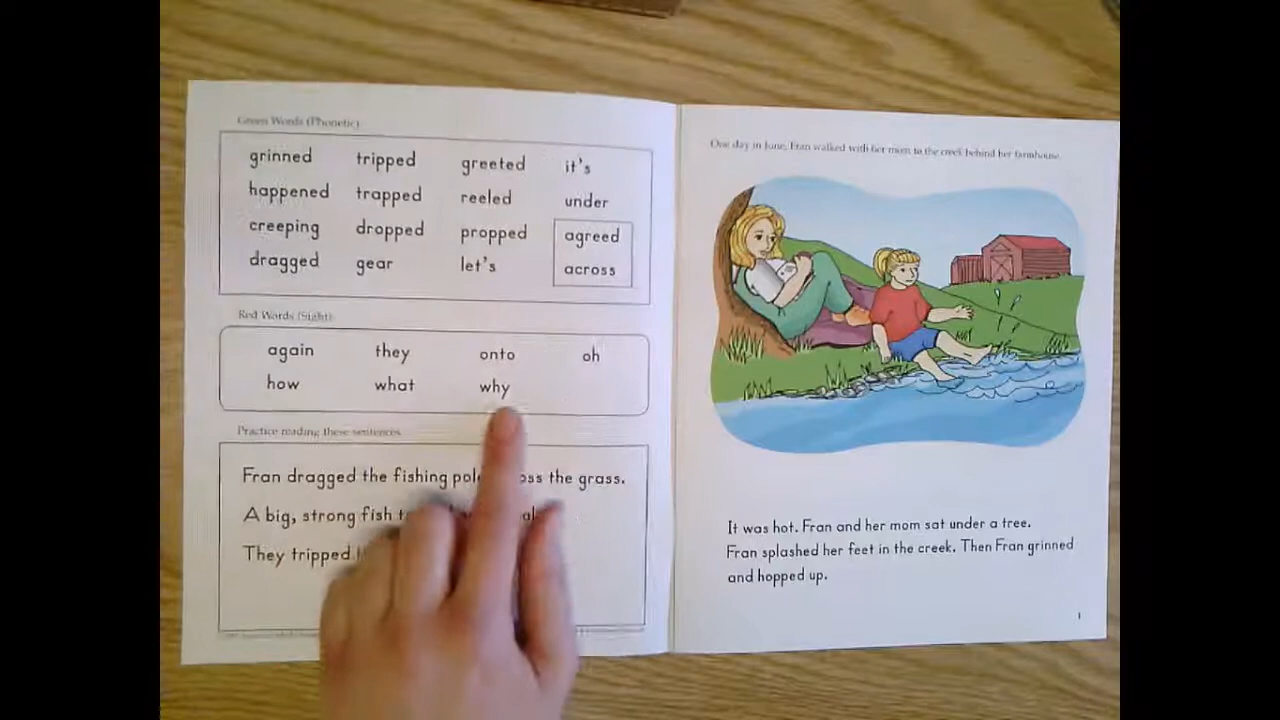 Green Words (Phonetic)
grinned tripped greeted it's
happened trapped reeled under
creeping dropped propped agreed
dragged gear let's across
Red Words (Sight)
again they onto oh
how what why
Practice reading these sentences.
Fran dragged the fishing the grass.
A big, strong fish
They tripped
One day in June, Fran walked with her mom to the creek behind her farmhouse.
It was hot. Fran and her mom sat under a tree.
Fran splashed her feet in the creek. Then Fran grinned
and hopped up.
1